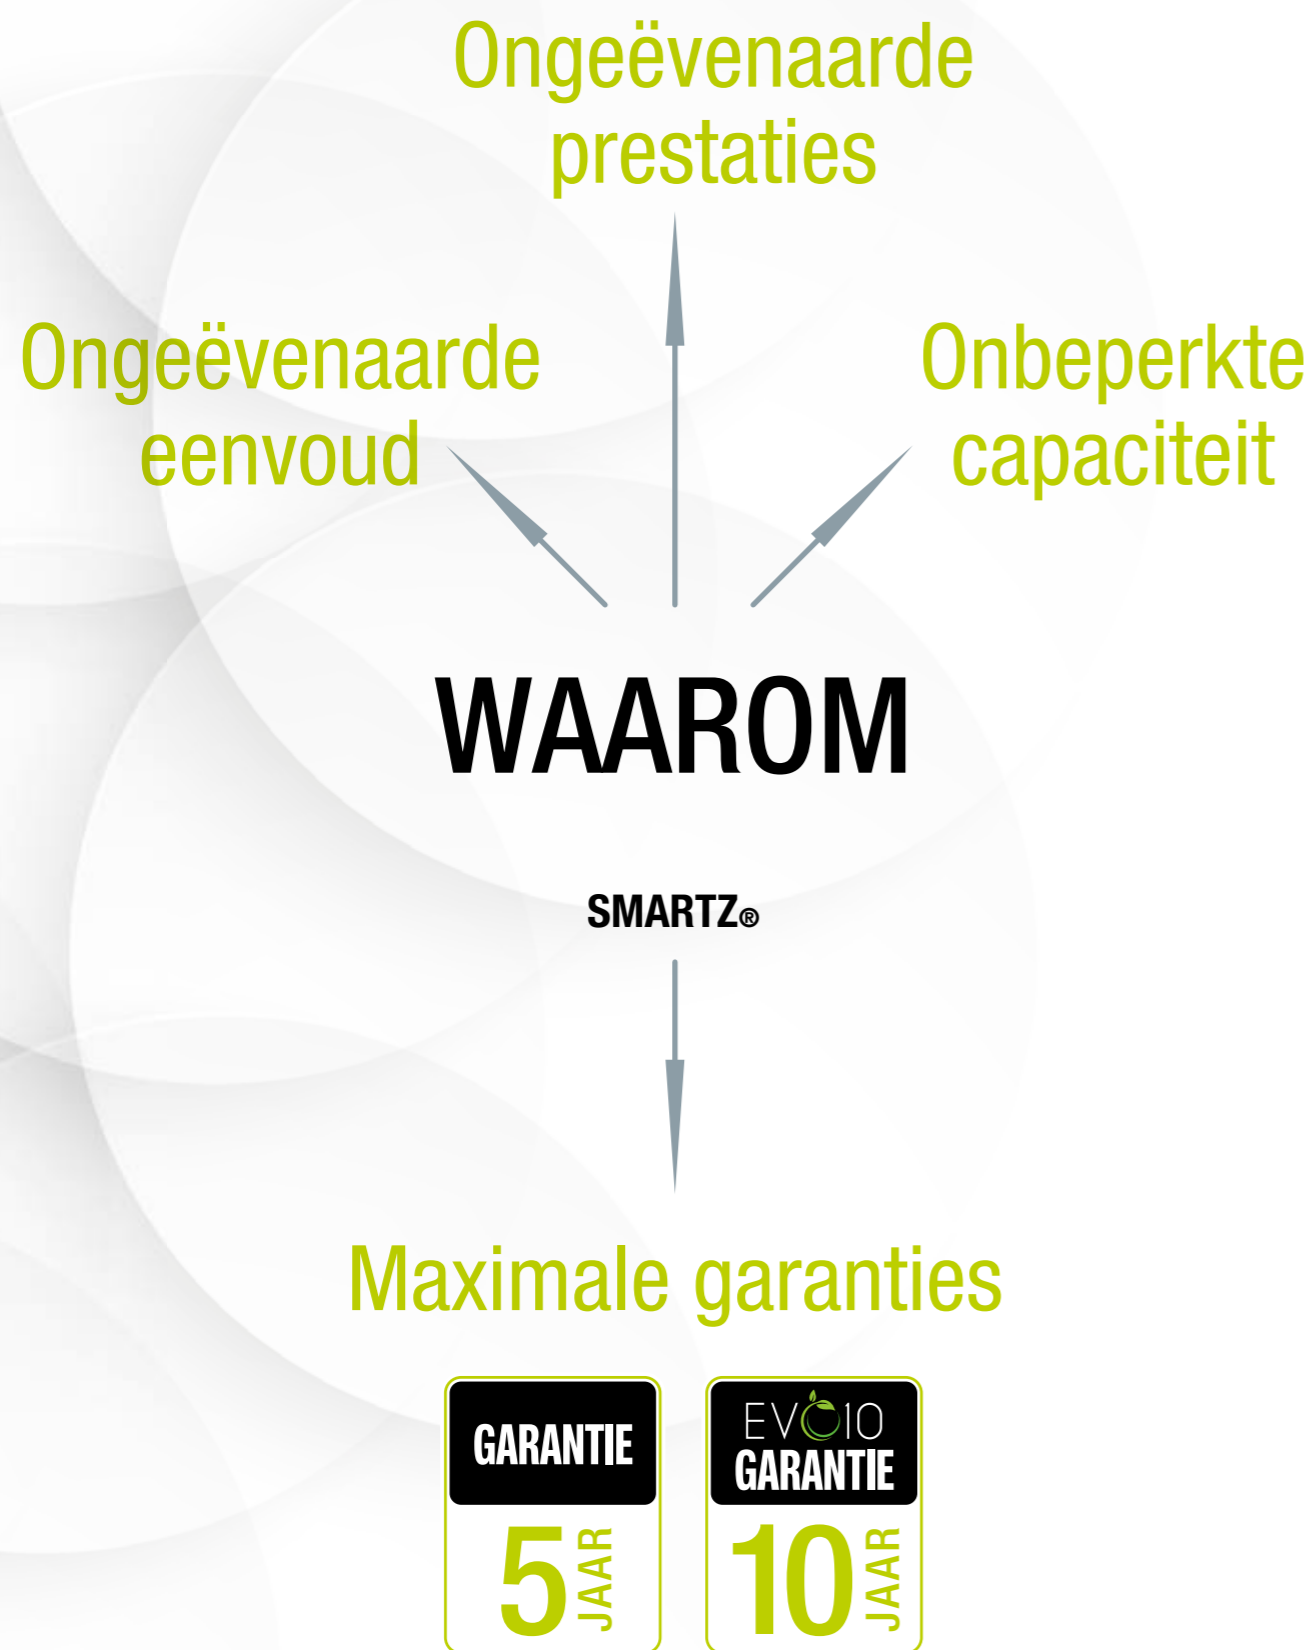 Ongeëvenaarde
prestaties
Ongeëvenaarde
eenvoud
Onbeperkte
capaciteit
WAAROM
SMARTZ®
Maximale garanties
GARANTIE
5 JAAR
EVO10
GARANTIE
10 JAAR